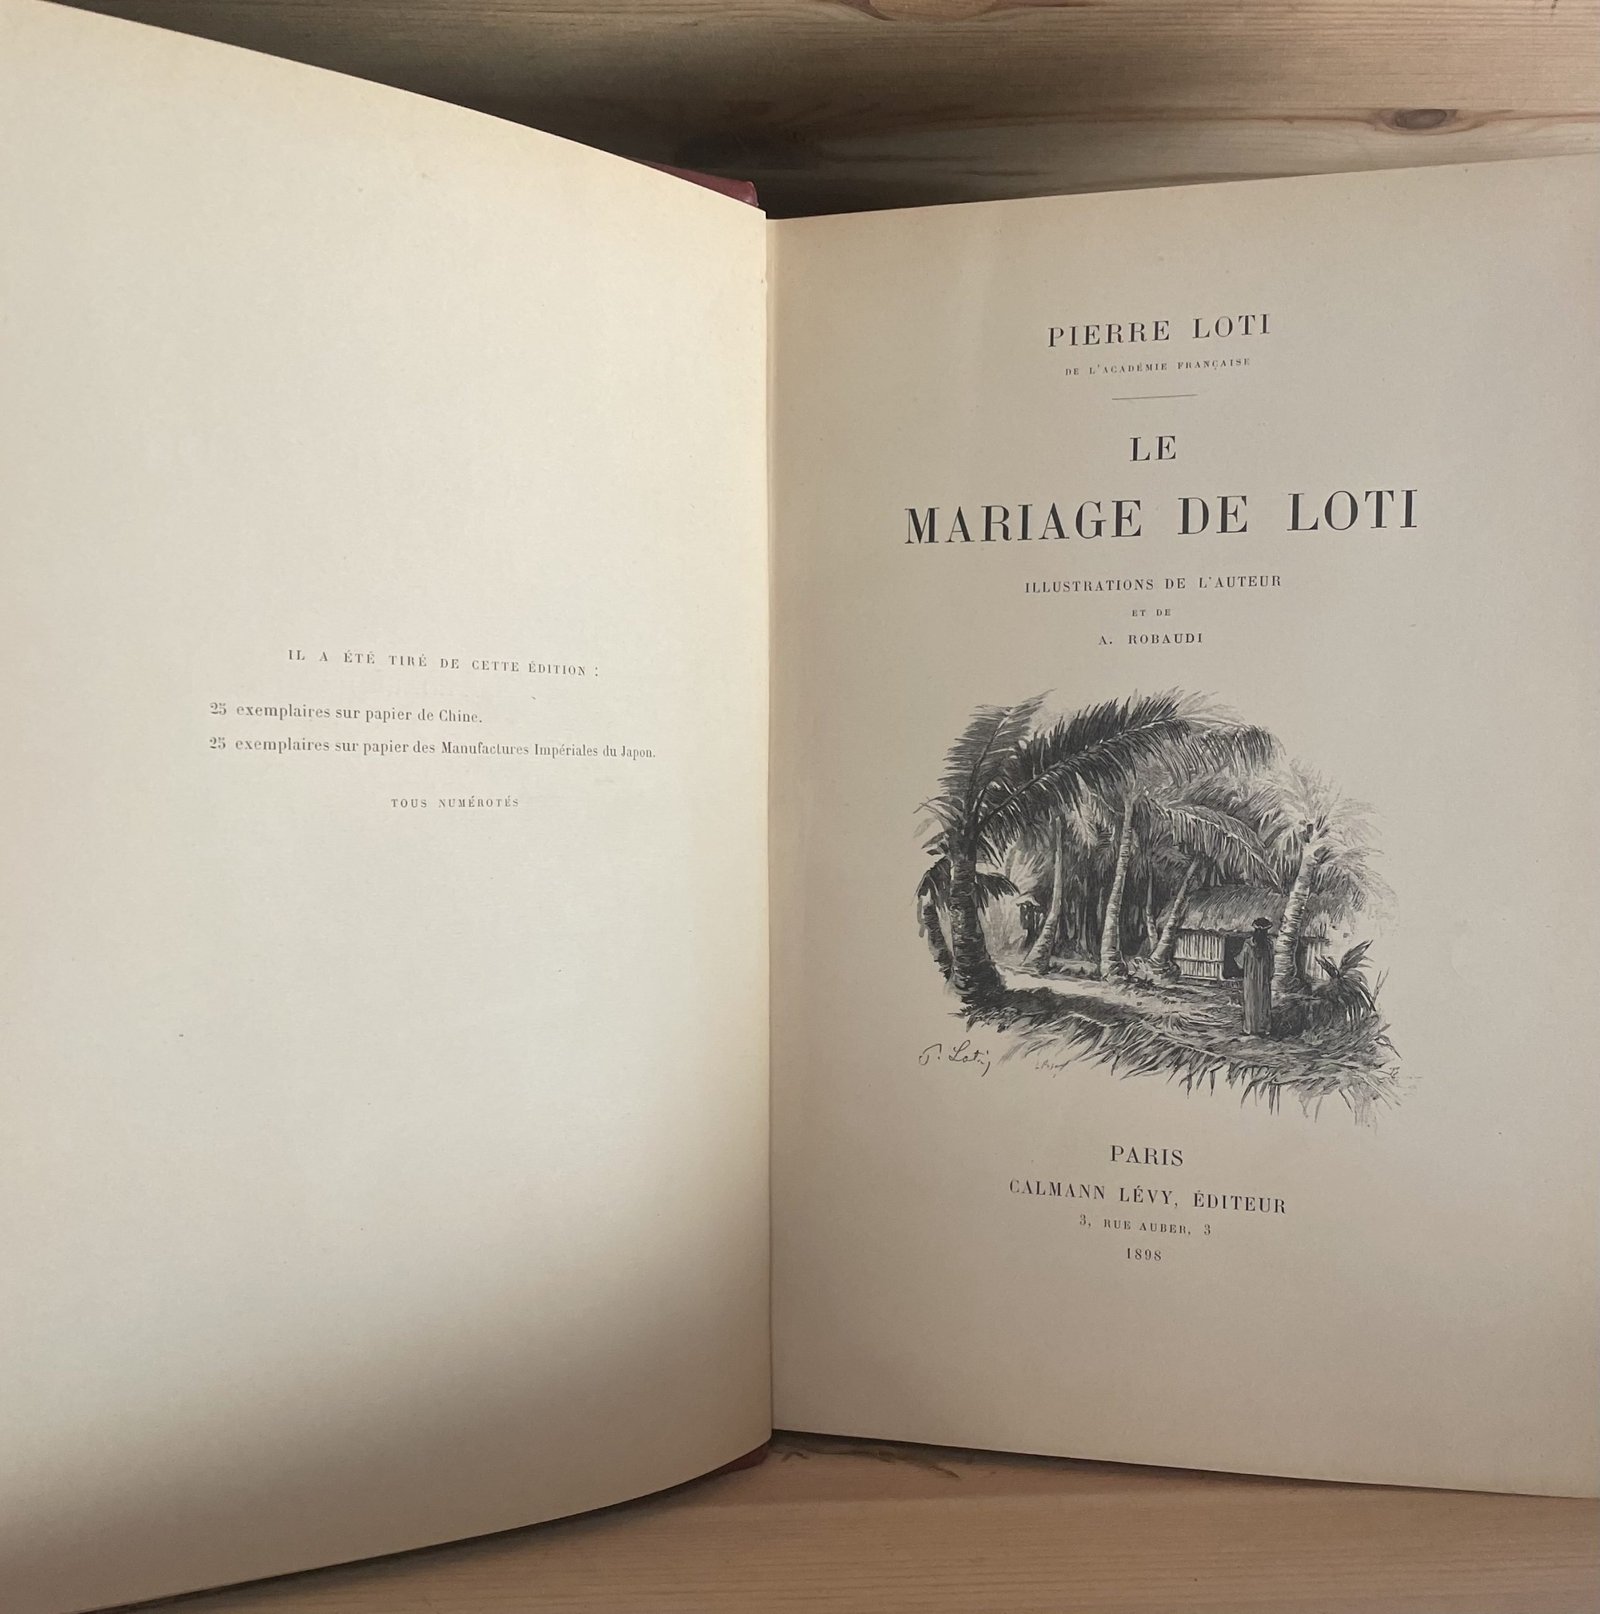 IL A ÉTÉ TIRÉ DE CETTE ÉDITION :
25 exemplaires sur papier de Chine.
25 exemplaires sur papier des Manufactures Impériales du Japon.
TOUS NUMÉROTÉS
PIERRE LOTI
DE L'ACADÉMIE FRANÇAISE
LE
MARIAGE DE LOTI
ILLUSTRATIONS DE L'AUTEUR
ET DE
A. ROBAUDI
P. Loti
PARIS
CALMANN LÉVY, ÉDITEUR
3, RUE AUBER, 3
1898